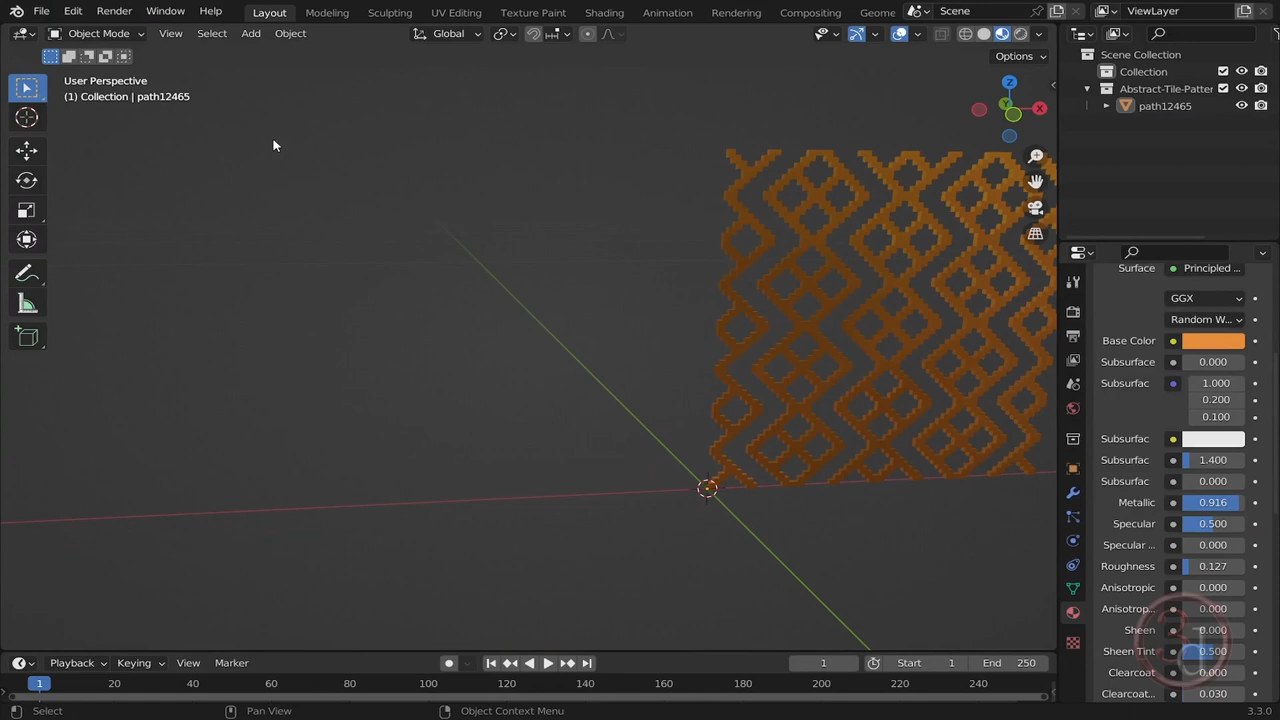 File Edit Render Window Help Layout Modeling Sculpting UV Editing Texture Paint Shading Animation Rendering Compositing Geome Scene ViewLayer
Object Mode View Select Add Object Global
Options
User Perspective
(1) Collection | path12465
Z
Y
X
Scene Collection
Collection
Abstract-Tile-Patter
path12465
Surface Principled ...
GGX
Random W...
Base Color
Subsurface 0.000
Subsurfac 1.000
0.200
0.100
Subsurfac
Subsurfac 1.400
Subsurfac 0.000
Metallic 0.916
Specular 0.500
Specular ... 0.000
Roughness 0.127
Anisotropic 0.000
Anisotrop... 0.000
Sheen 0.000
Sheen Tint 0.500
Clearcoat 0.000
Clearcoat... 0.030
Playback Keying View Marker 1 Start 1 End 250
1 20 40 60 80 100 120 140 160 180 200 220 240
Select Pan View Object Context Menu 3.3.0